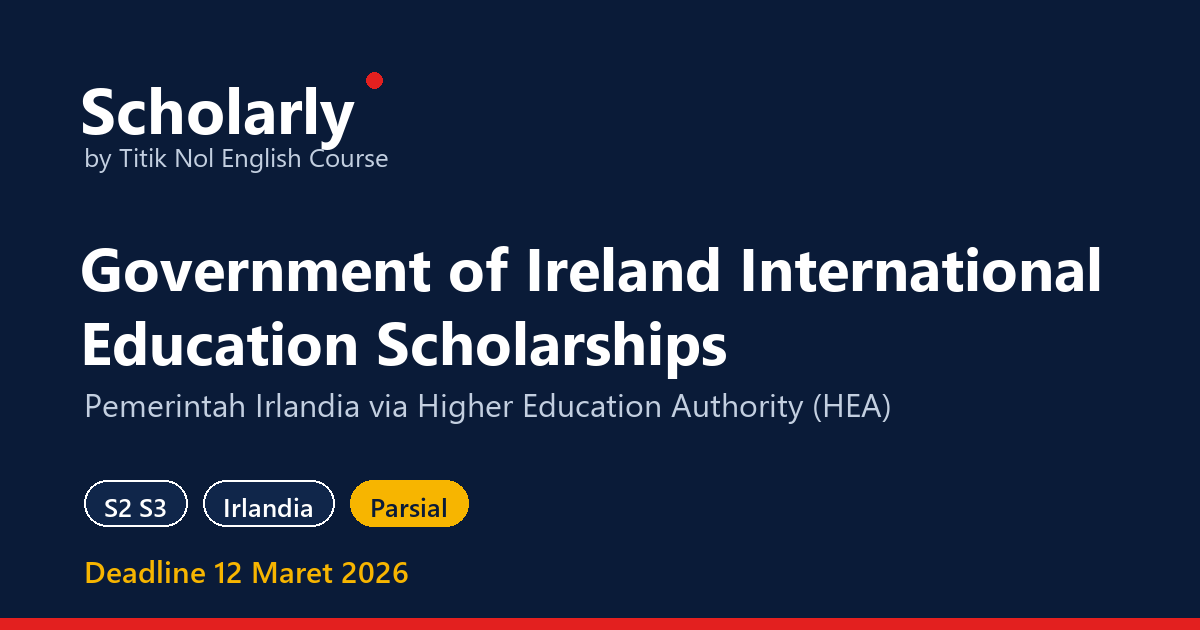 Scholarly
by Titik Nol English Course
Government of Ireland International
Education Scholarships
Pemerintah Irlandia via Higher Education Authority (HEA)
S2 S3
Irlandia
Parsial
Deadline 12 Maret 2026